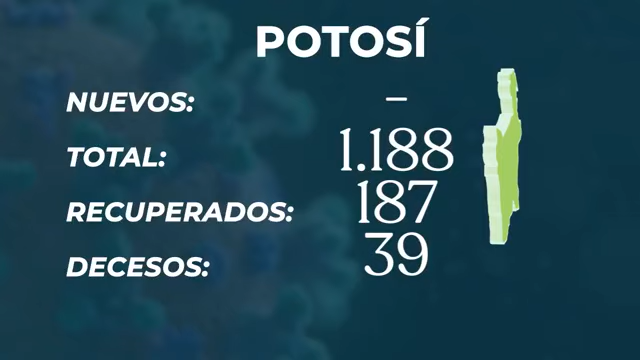 POTOSÍ
NUEVOS: –
TOTAL: 1.188
RECUPERADOS: 187
DECESOS: 39